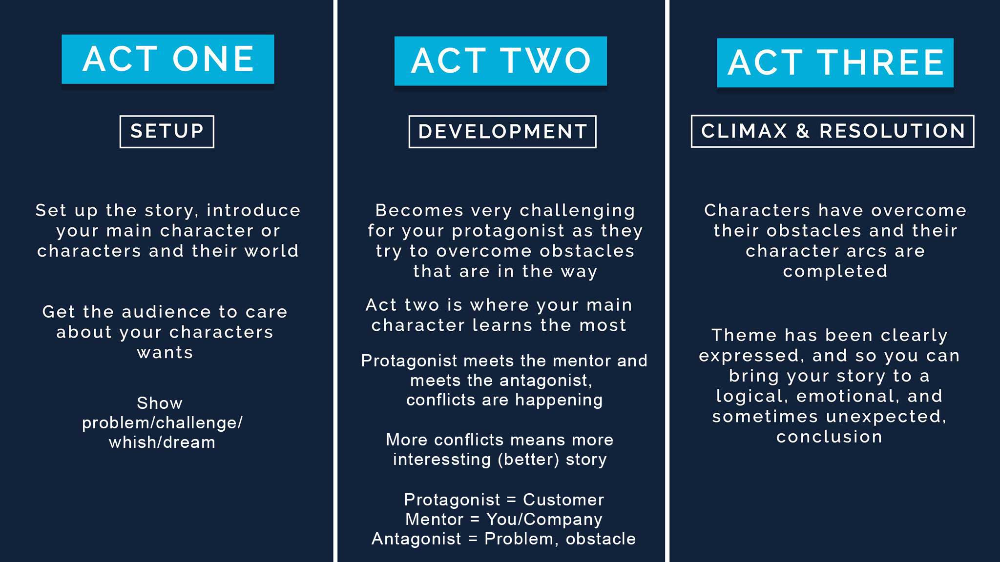 ACT ONE
SETUP
Set up the story, introduce
your main character or
characters and their world
Get the audience to care
about your characters
wants
Show
problem/challenge/
whish/dream
ACT TWO
DEVELOPMENT
Becomes very challenging
for your protagonist as they
try to overcome obstacles
that are in the way
Act two is where your main
character learns the most
Protagonist meets the mentor and
meets the antagonist,
conflicts are happening
More conflicts means more
interessting (better) story
Protagonist = Customer
Mentor = You/Company
Antagonist = Problem, obstacle
ACT THREE
CLIMAX & RESOLUTION
Characters have overcome
their obstacles and their
character arcs are
completed
Theme has been clearly
expressed, and so you can
bring your story to a
logical, emotional, and
sometimes unexpected,
conclusion